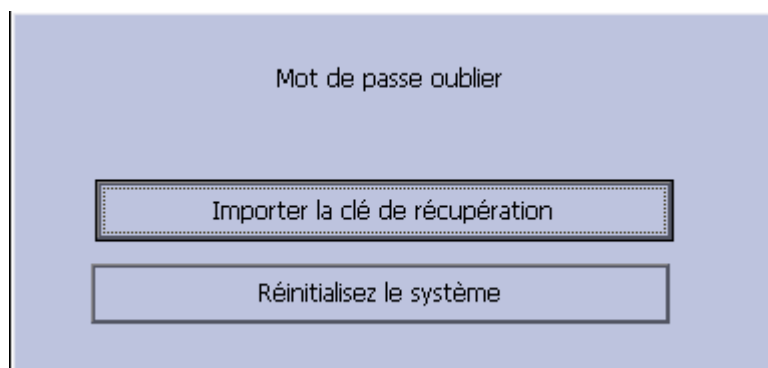 Mot de passe oublier
Importer la clé de récupération
Réinitialisez le système